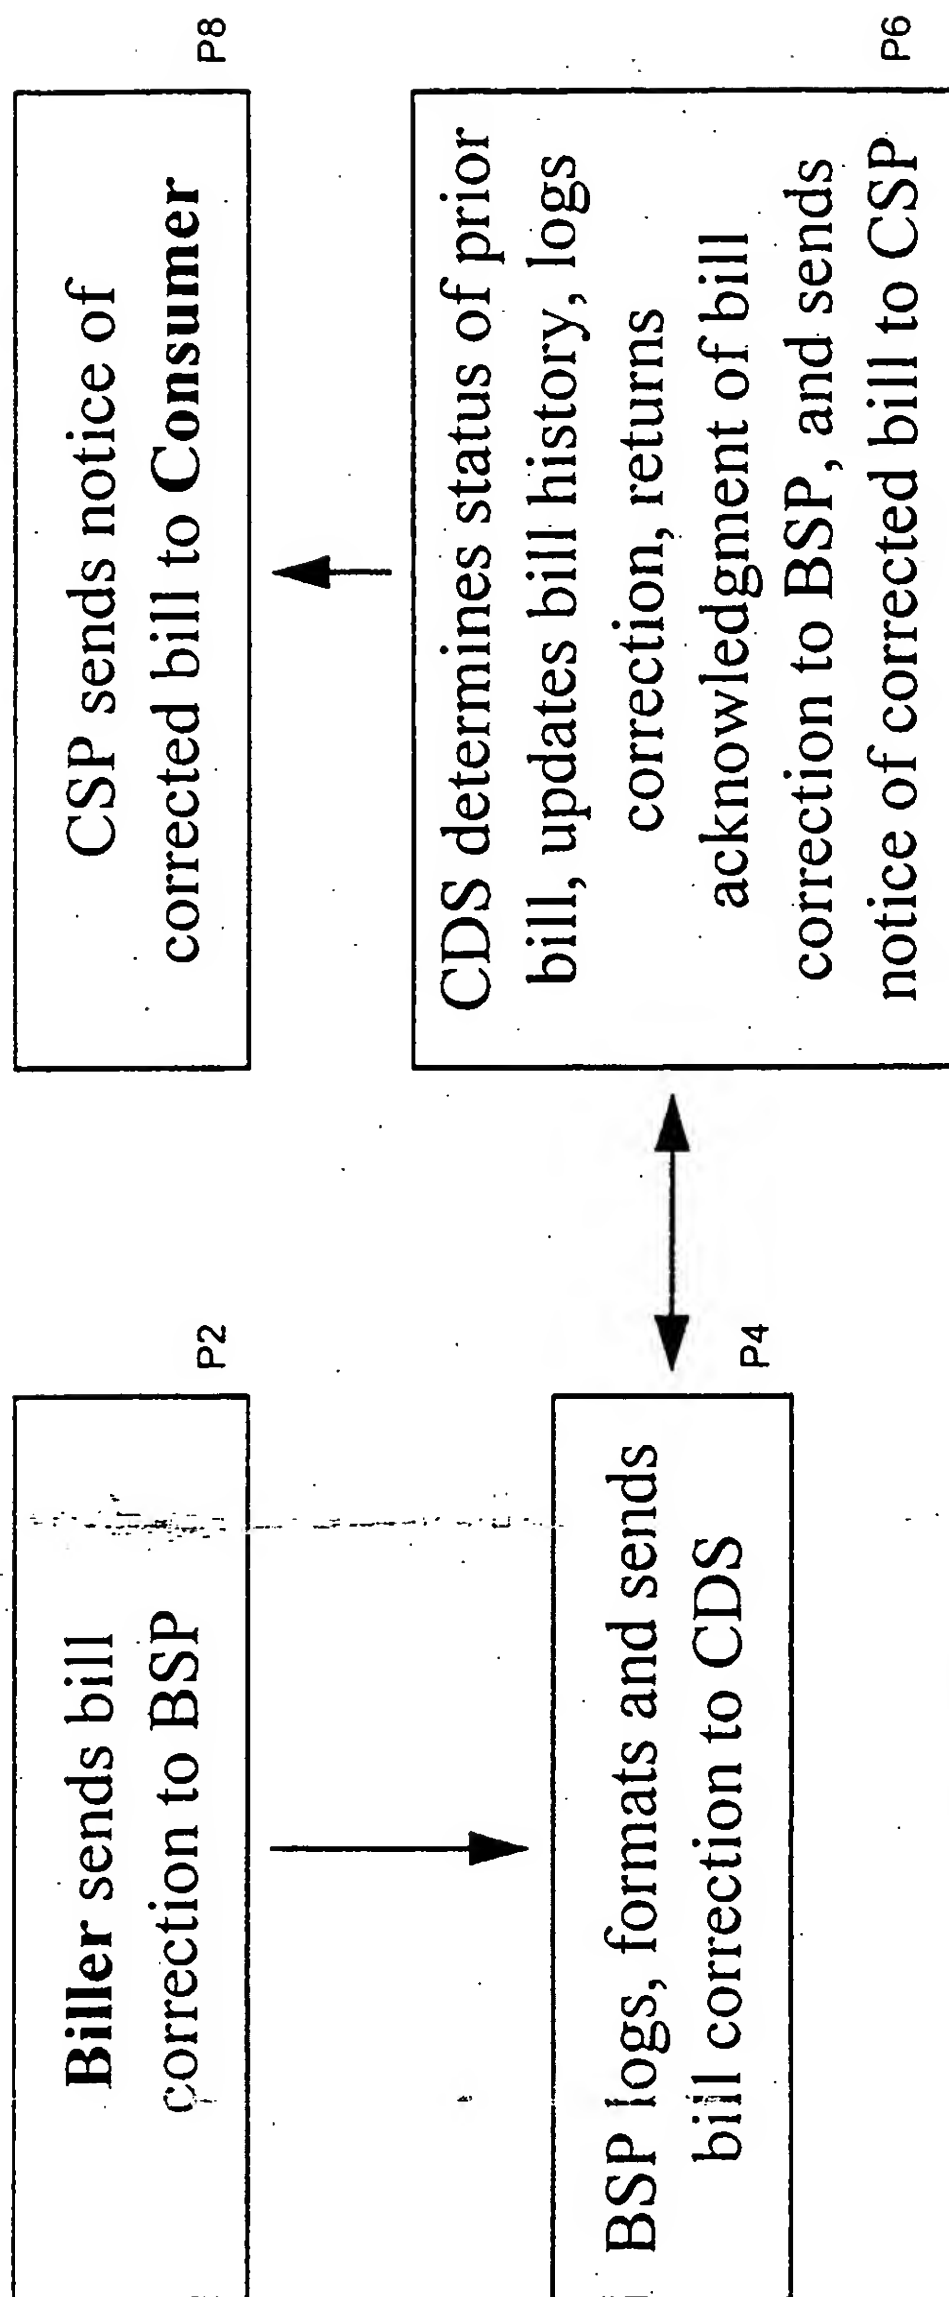 Biller sends bill
correction to BSP
P2
BSP logs, formats and sends
bill correction to CDS
P4
CSP sends notice of
corrected bill to Consumer
P8
CDS determines status of prior
bill, updates bill history, logs
correction, returns
acknowledgment of bill
correction to BSP, and sends
notice of corrected bill to CSP
P6